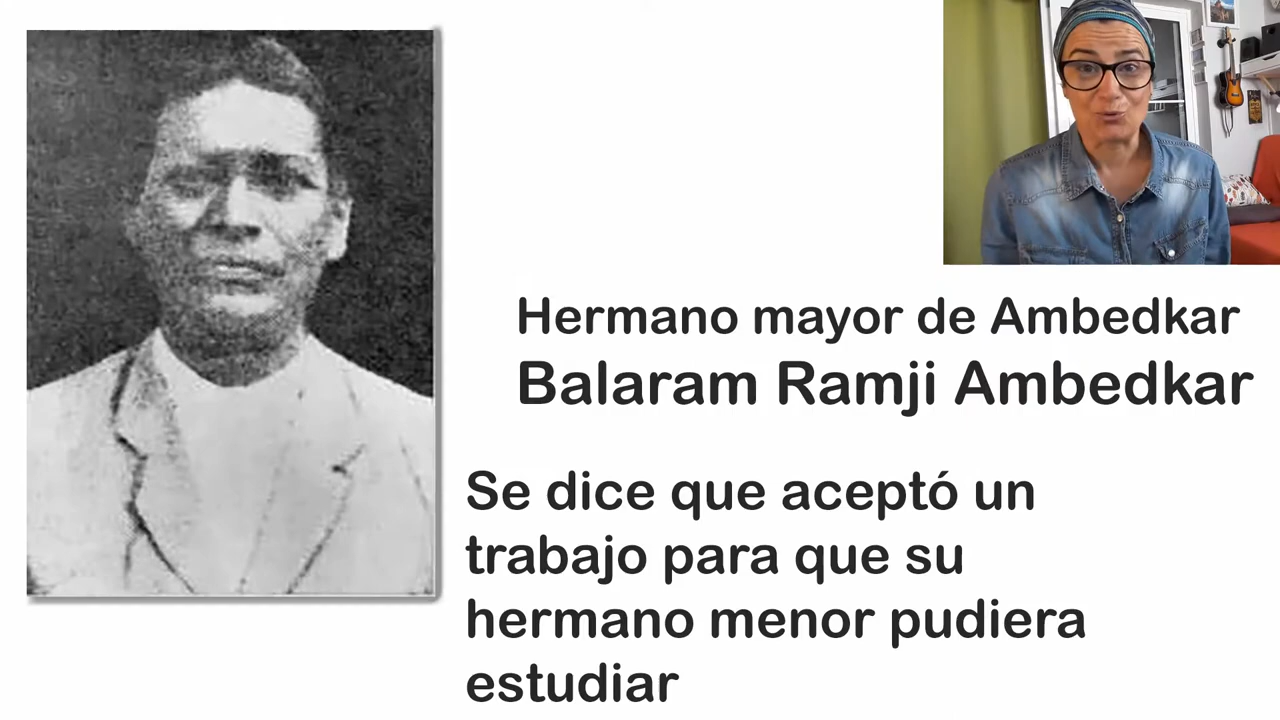 Hermano mayor de Ambedkar
Balaram Ramji Ambedkar
Se dice que aceptó un
trabajo para que su
hermano menor pudiera
estudiar